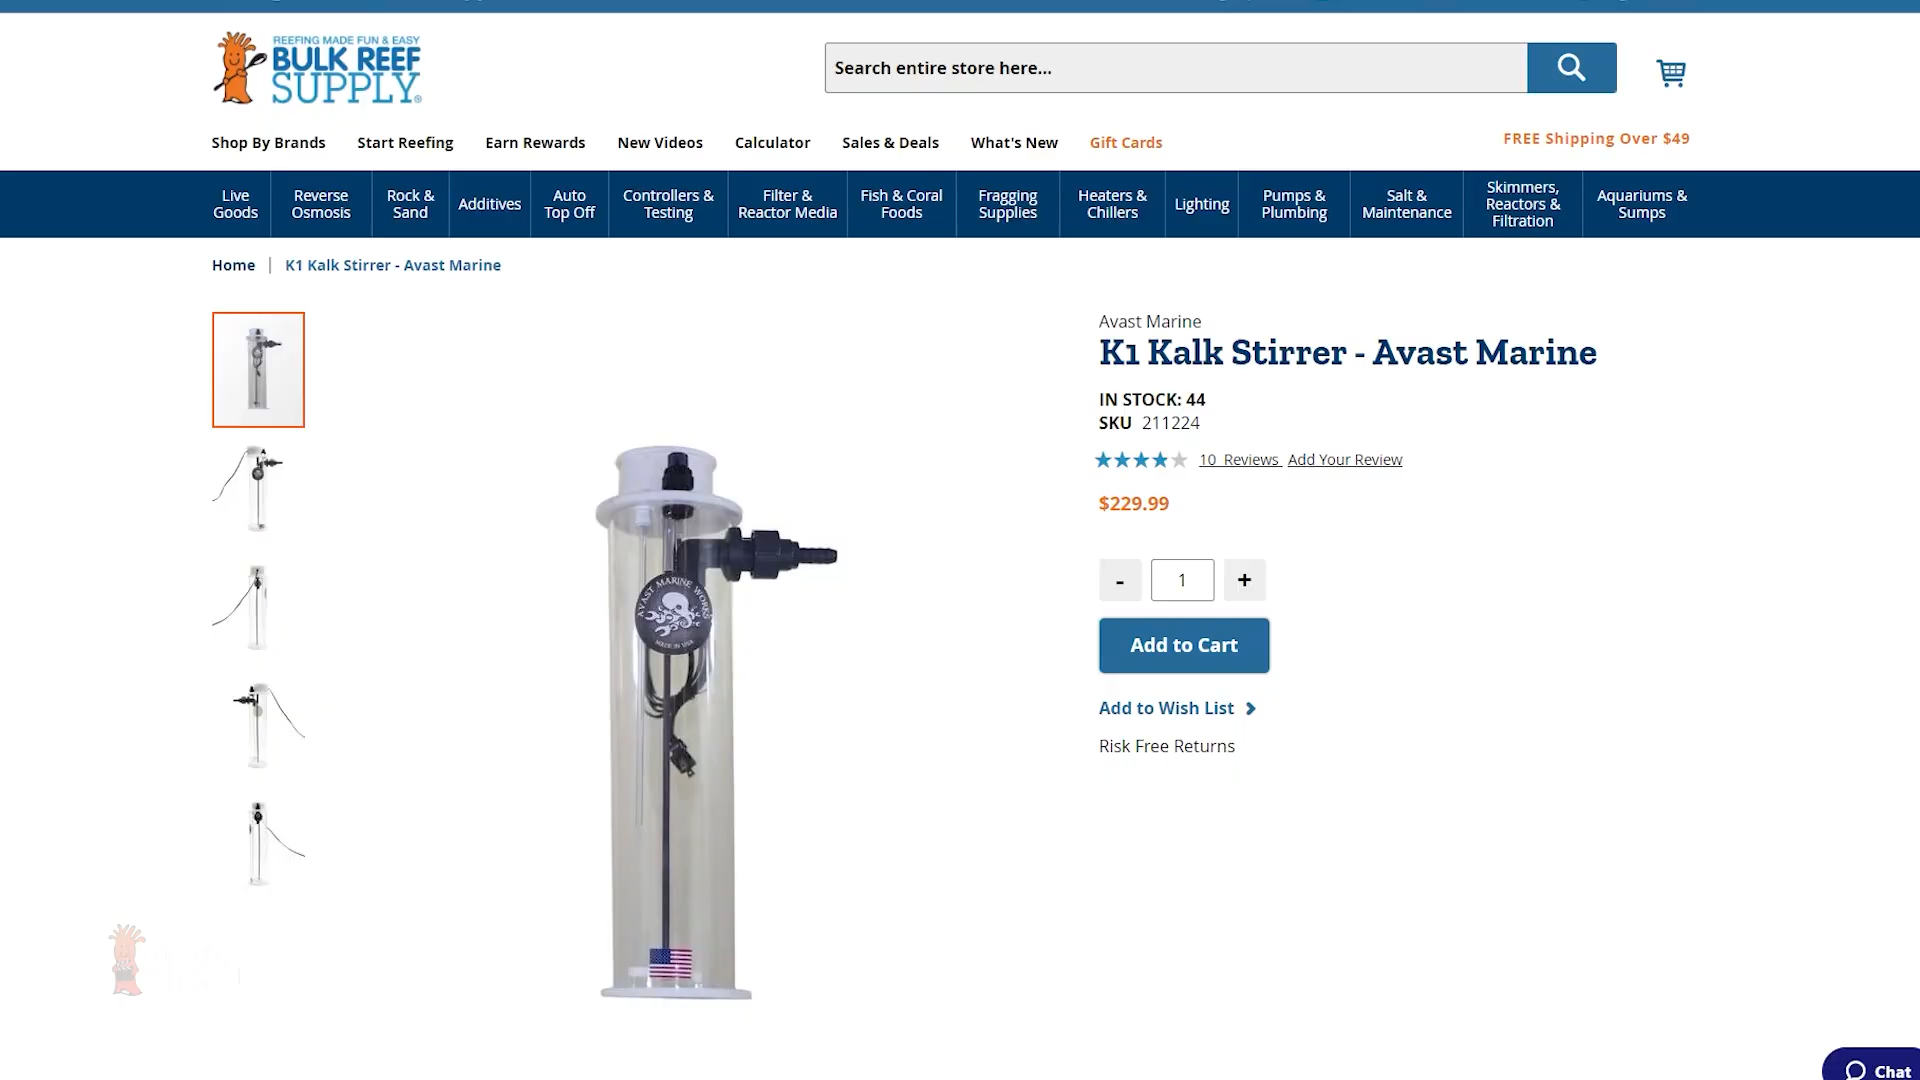 REEFING MADE FUN & EASY
BULK REEF
SUPPLY®
Search entire store here...
Shop By Brands
Start Reefing
Earn Rewards
New Videos
Calculator
Sales & Deals
What's New
Gift Cards
FREE Shipping Over $49
Live
Goods
Reverse
Osmosis
Rock &
Sand
Additives
Auto
Top Off
Controllers &
Testing
Filter &
Reactor Media
Fish & Coral
Foods
Fragging
Supplies
Heaters &
Chillers
Lighting
Pumps &
Plumbing
Salt &
Maintenance
Skimmers,
Reactors &
Filtration
Aquariums &
Sumps
Home | K1 Kalk Stirrer - Avast Marine
Avast Marine
K1 Kalk Stirrer - Avast Marine
IN STOCK: 44
SKU 211224
10 Reviews Add Your Review
$229.99
- 1 +
Add to Cart
Add to Wish List
Risk Free Returns
AVAST MARINE WORKS
MADE IN USA
Chat